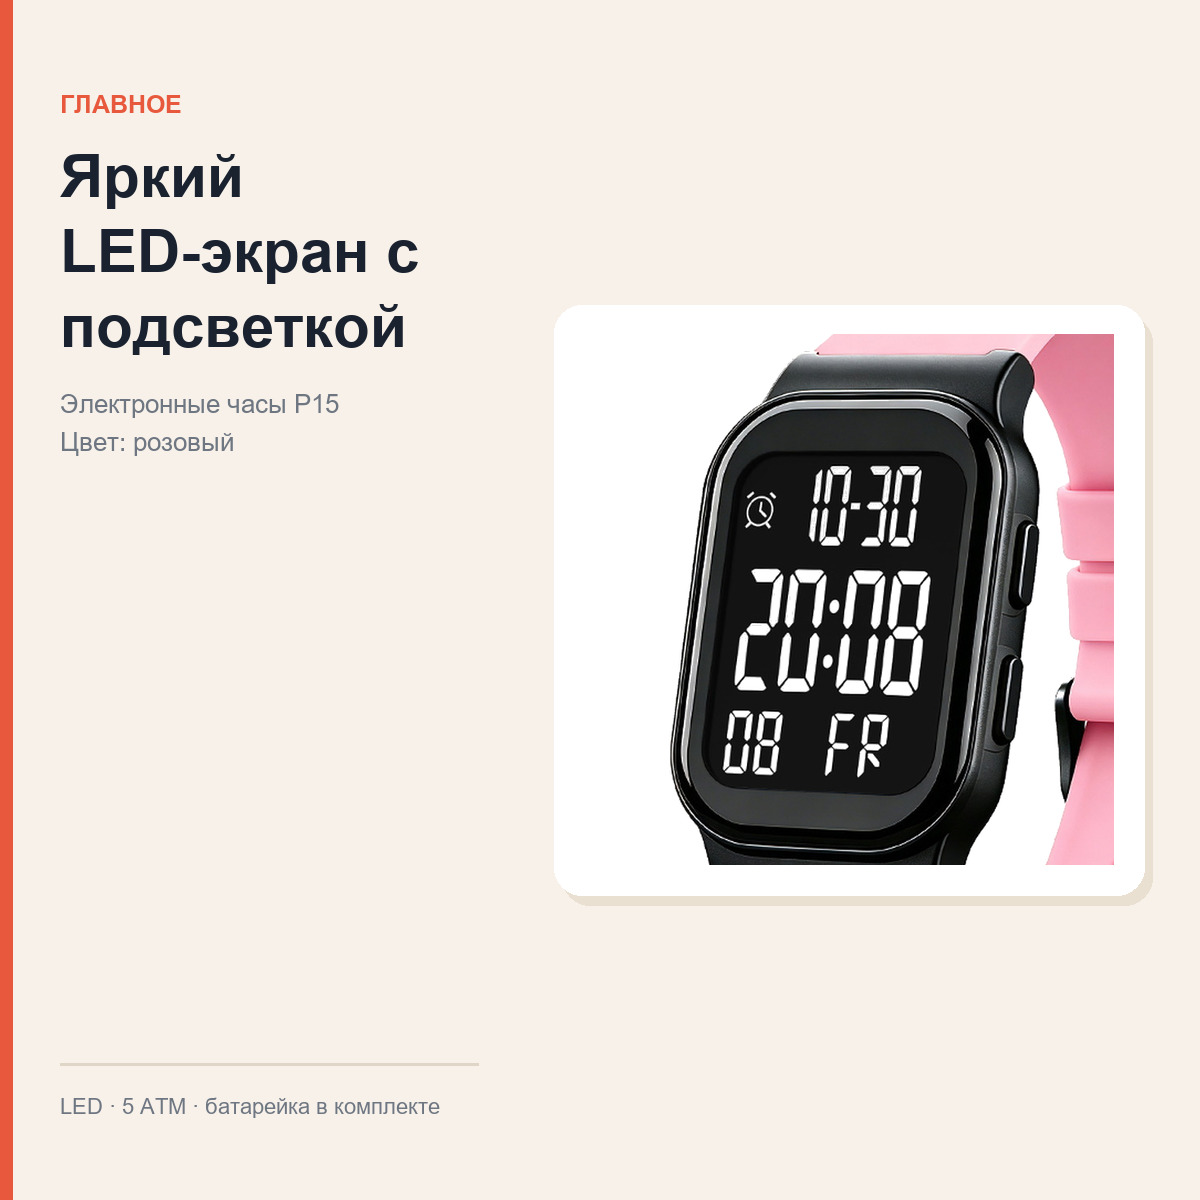 ГЛАВНОЕ
Яркий
LED-экран с
подсветкой
Электронные часы P15
Цвет: розовый
10-30
20:08
08 FR
LED · 5 ATM · батарейка в комплекте